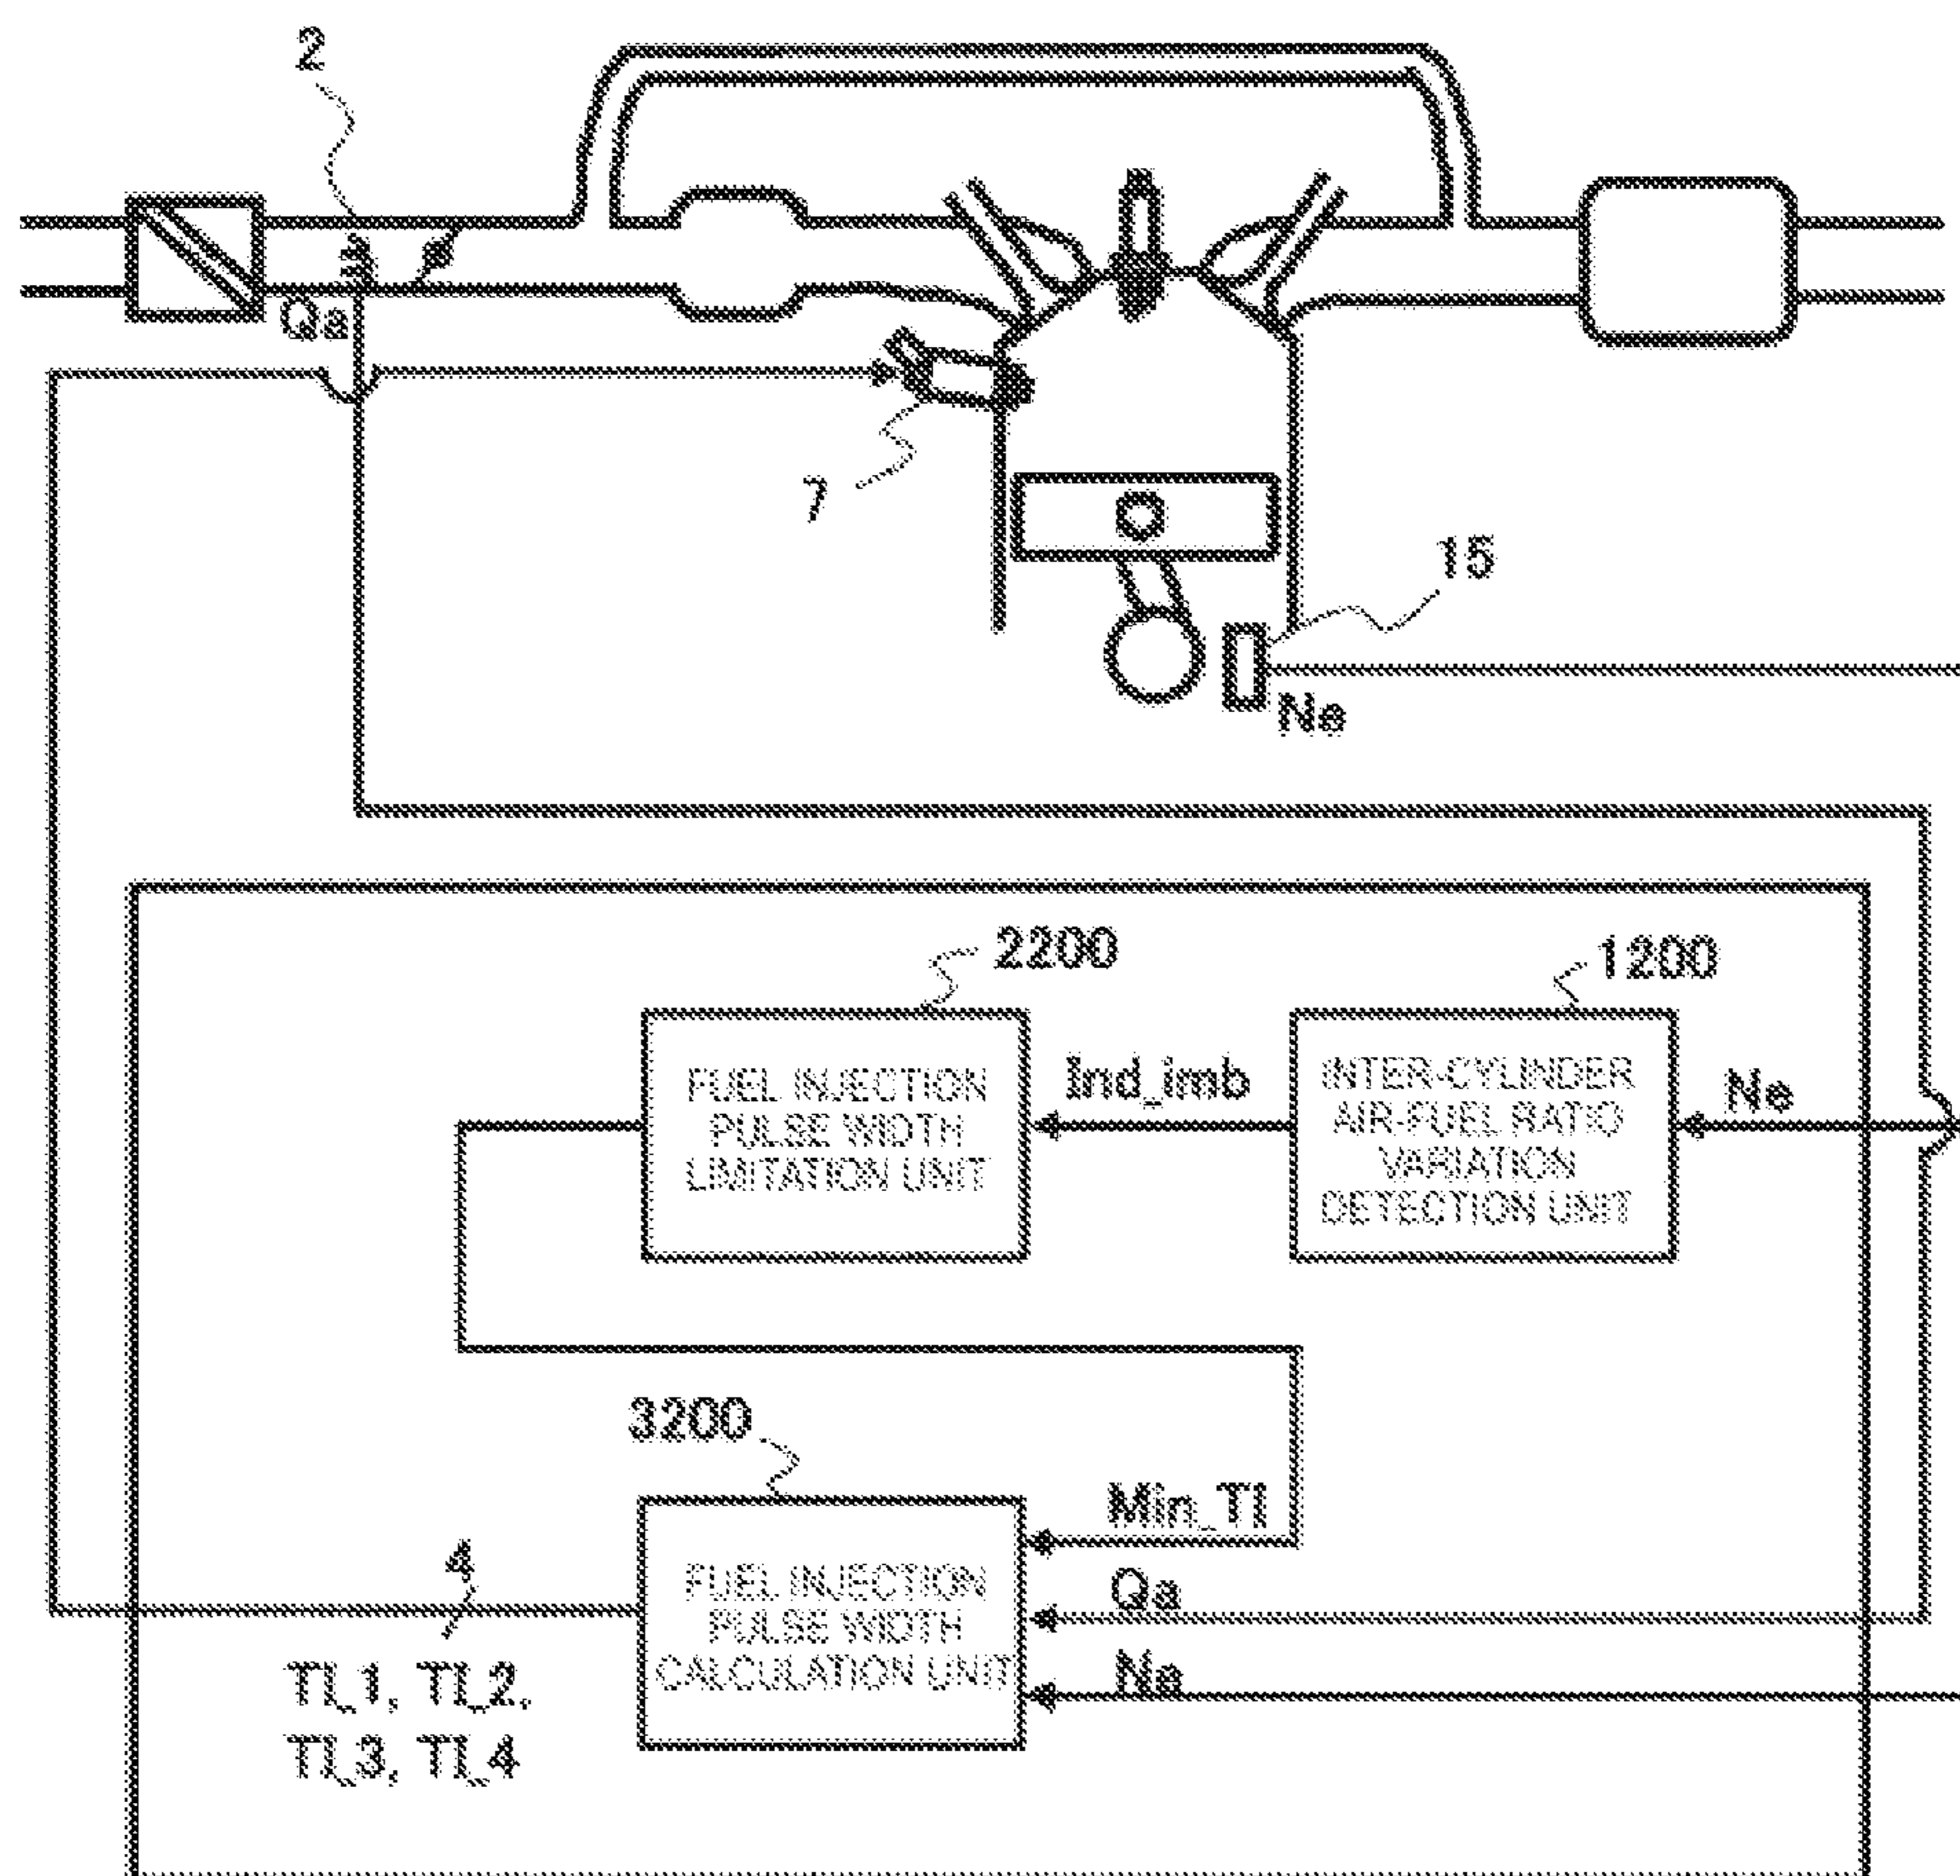 2
Qa
7
15
Ne
2200
1200
FUEL INJECTION
PULSE WIDTH
LIMITATION UNIT
Ind_imb
INTER-CYLINDER
AIR-FUEL RATIO
VARIATION
DETECTION UNIT
Ne
3200
Min_TI
4
FUEL INJECTION
PULSE WIDTH
CALCULATION UNIT
Qa
Ne
TI_1, TI_2,
TI_3, TI_4